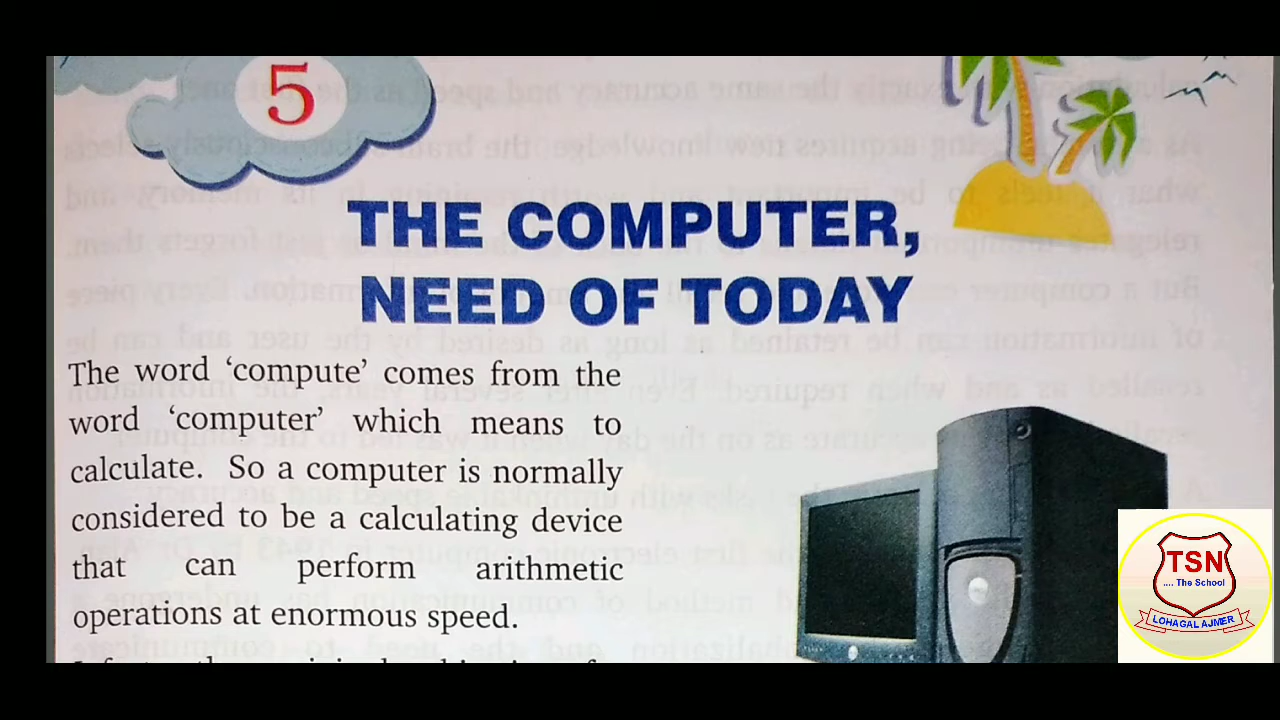 5
THE COMPUTER,
NEED OF TODAY
The word ‘compute’ comes from the
word ‘computer’ which means to
calculate. So a computer is normally
considered to be a calculating device
that can perform arithmetic
operations at enormous speed.
TSN
.... The School
LOHAGAL AJMER